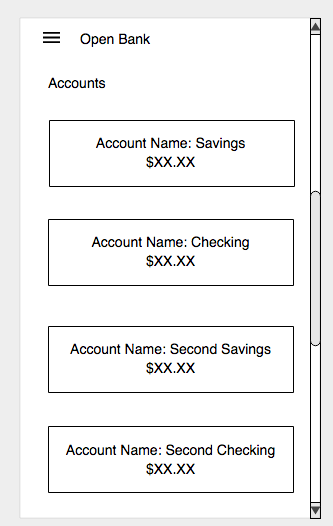 Open Bank
Accounts
Account Name: Savings
$XX.XX
Account Name: Checking
$XX.XX
Account Name: Second Savings
$XX.XX
Account Name: Second Checking
$XX.XX